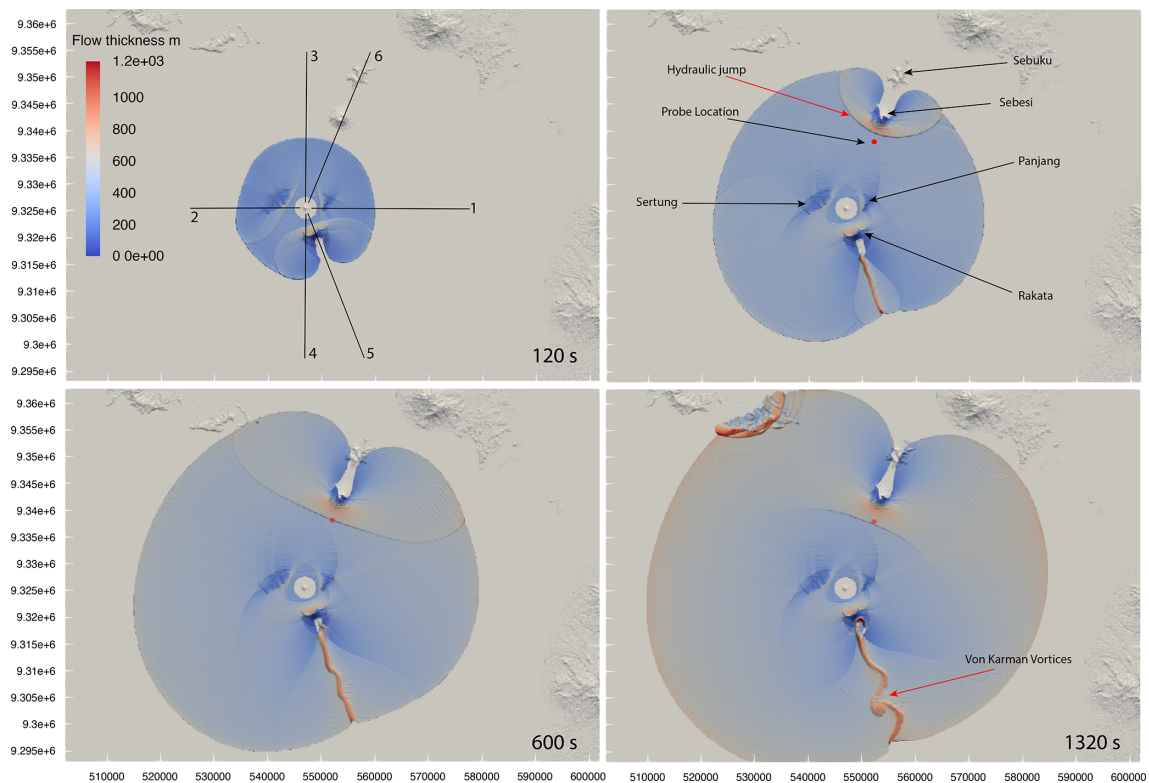 9.36e+6
9.355e+6
9.35e+6
9.345e+6
9.34e+6
9.335e+6
9.33e+6
9.325e+6
9.32e+6
9.315e+6
9.31e+6
9.305e+6
9.3e+6
9.295e+6
Flow thickness m
1.2e+03
1000
800
600
400
200
0 0e+00
3
6
2
1
4
5
120 s
Hydraulic jump
Probe Location
Sertung
Sebuku
Sebesi
Panjang
Rakata
9.36e+6
9.355e+6
9.35e+6
9.345e+6
9.34e+6
9.335e+6
9.33e+6
9.325e+6
9.32e+6
9.315e+6
9.31e+6
9.305e+6
9.3e+6
9.295e+6
600 s
Von Karman Vortices
1320 s
510000 520000 530000 540000 550000 560000 570000 580000 590000 600000
510000 520000 530000 540000 550000 560000 570000 580000 590000 600000